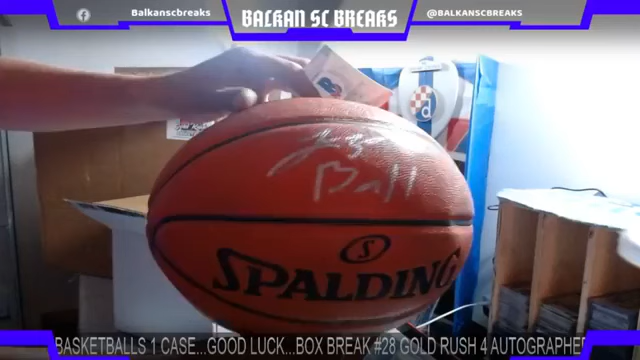 Balkanscbreaks
BALKAN SC BREAKS
@BALKANSCBREAKS
Ball
S
SPALDING
BASKETBALLS 1 CASE...GOOD LUCK...BOX BREAK #28 GOLD RUSH 4 AUTOGRAPHED